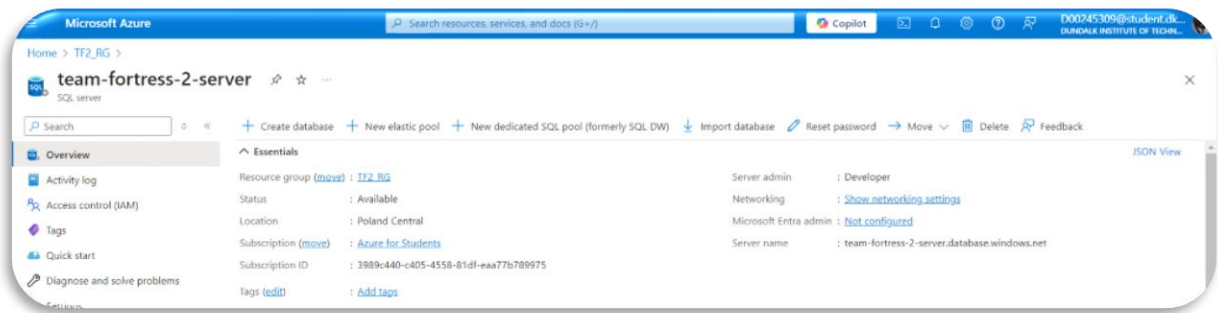 Microsoft Azure
Search resources, services, and docs (G+/)
Copilot
D00245309@student.dk...
DUNDALK INSTITUTE OF TECHN...
Home > TF2_RG >
team-fortress-2-server
SQL server
Search
+ Create database + New elastic pool + New dedicated SQL pool (formerly SQL DW) Import database Reset password Move Delete Feedback
Overview
Activity log
Access control (IAM)
Tags
Quick start
Diagnose and solve problems
Settings
Essentials
JSON View
Resource group (move) : TF2_RG
Status : Available
Location : Poland Central
Subscription (move) : Azure for Students
Subscription ID : 3989c440-c405-4558-81df-eaa77b789975
Tags (edit) : Add tags
Server admin : Developer
Networking : Show networking settings
Microsoft Entra admin : Not configured
Server name : team-fortress-2-server.database.windows.net